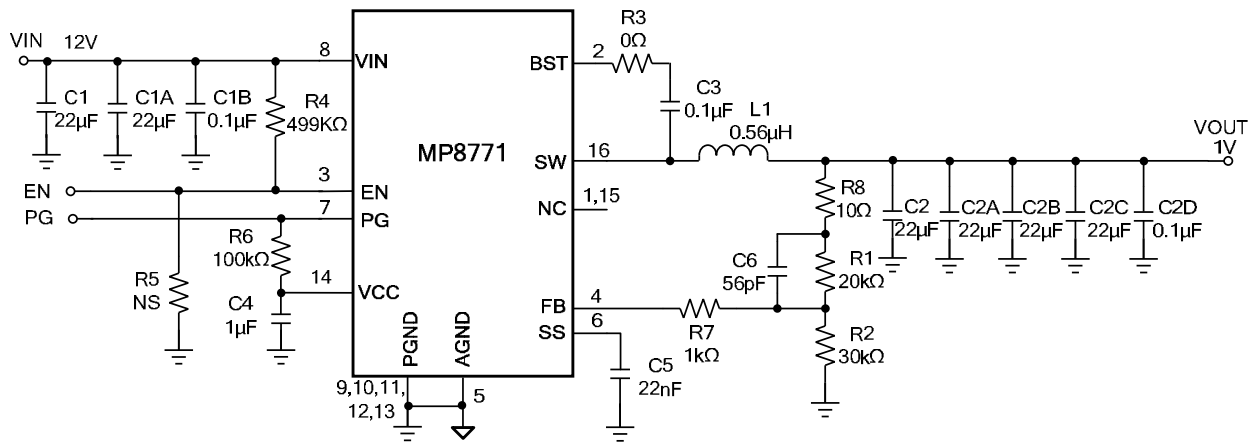 VIN 12V
8
VIN
C1
22µF
C1A
22µF
C1B
0.1µF
R4
499KΩ
EN
3
EN
PG
7
PG
R6
100kΩ
R5
NS
14
VCC
C4
1µF
MP8771
PGND
AGND
9,10,11,
12,13
5
BST
2
R3
0Ω
C3
0.1µF
L1
0.56µH
SW
16
NC
1,15
FB
4
SS
6
R7
1kΩ
C5
22nF
C6
56pF
R8
10Ω
R1
20kΩ
R2
30kΩ
C2
22µF
C2A
22µF
C2B
22µF
C2C
22µF
C2D
0.1µF
VOUT
1V